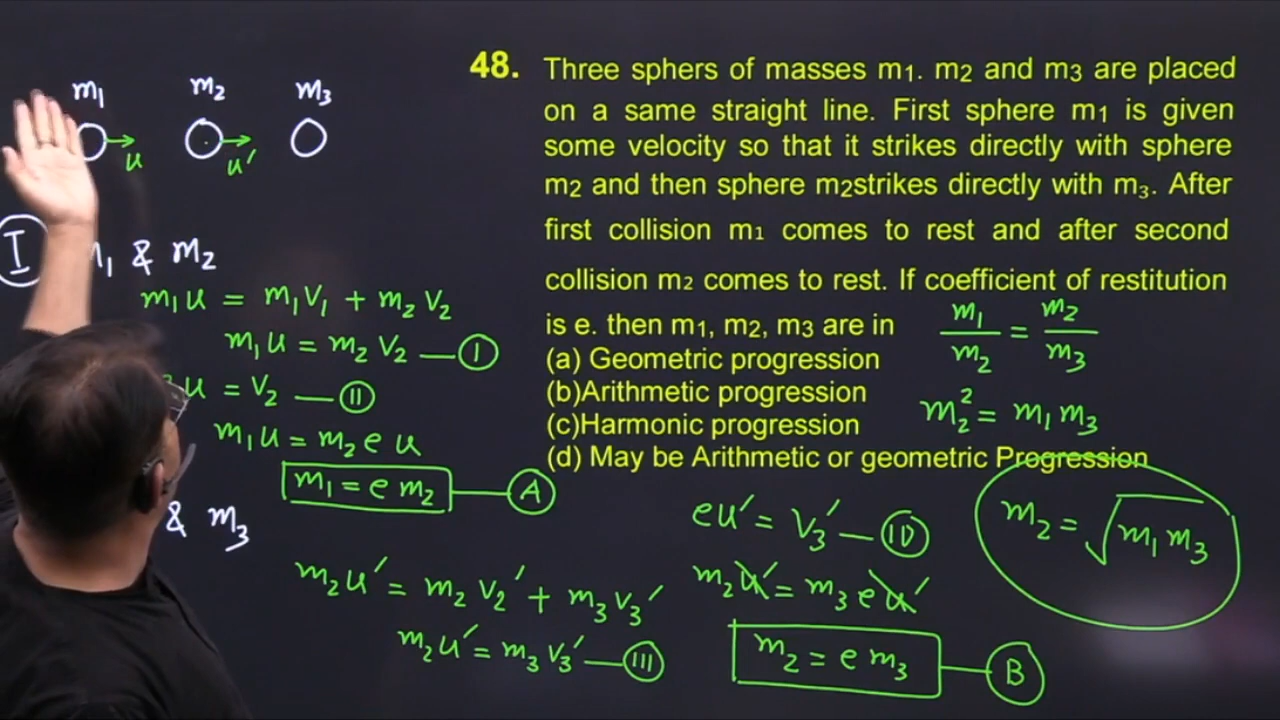 48. Three sphers of masses m1. m2 and m3 are placed
on a same straight line. First sphere m1 is given
some velocity so that it strikes directly with sphere
m2 and then sphere m2strikes directly with m3. After
first collision m1 comes to rest and after second
collision m2 comes to rest. If coefficient of restitution
is e. then m1, m2, m3 are in
(a) Geometric progression
(b)Arithmetic progression
(c)Harmonic progression
(d) May be Arithmetic or geometric Progression
m₁ m₂ m₃
u u′
I & m₂
m₁u = m₁v₁ + m₂v₂
m₁u = m₂v₂ — I
u = v₂ — II
m₁u = m₂eu
m₁ = em₂ — A
& m₃
m₂u′ = m₂v₂′ + m₃v₃′
m₂u′ = m₃v₃′ — III
m₁/m₂ = m₂/m₃
m₂² = m₁m₃
m₂ = √m₁m₃
eu′ = v₃′ — IV
m₂u′ = m₃eu′
m₂ = em₃ — B